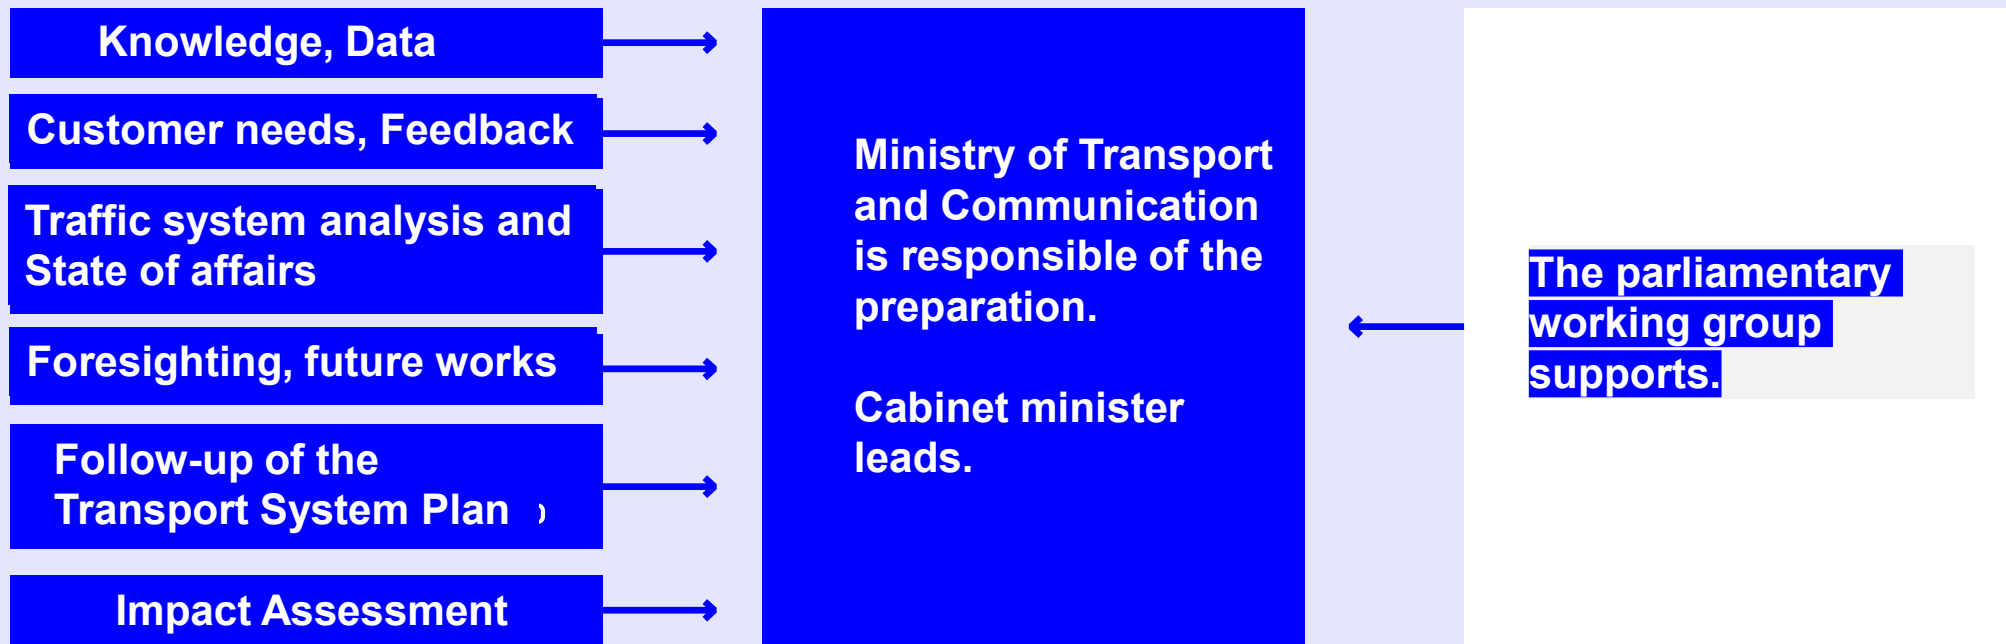 Knowledge, Data
Customer needs, Feedback
Traffic system analysis and
State of affairs
Foresighting, future works
Follow-up of the
Transport System Plan
Impact Assessment
Ministry of Transport
and Communication
is responsible of the
preparation.
Cabinet minister
leads.
The parliamentary
working group
supports.